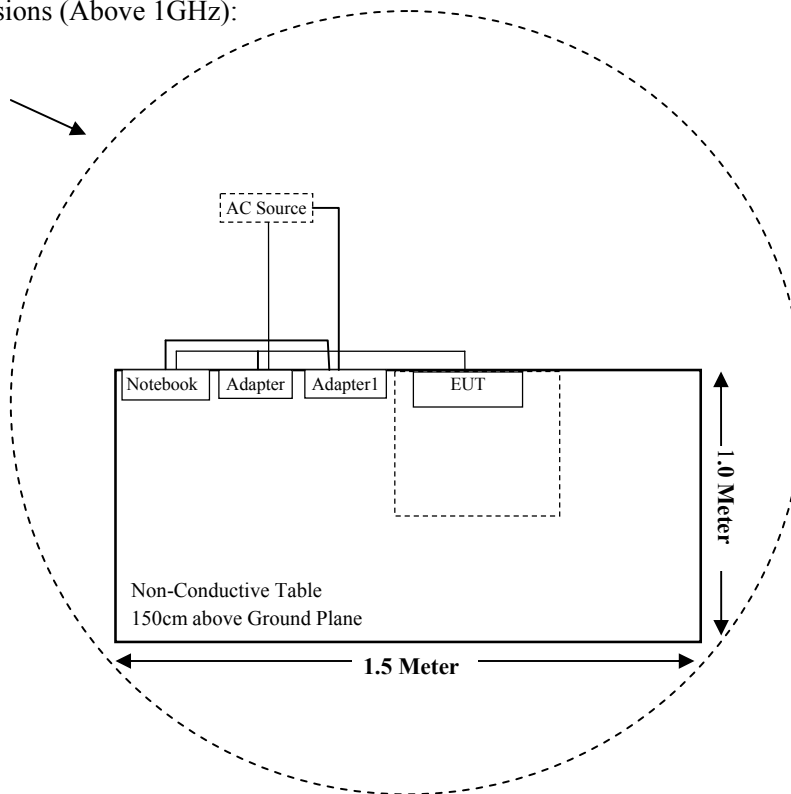 sions (Above 1GHz):
AC Source
Notebook
Adapter
Adapter1
EUT
1.0 Meter
Non-Conductive Table
150cm above Ground Plane
1.5 Meter